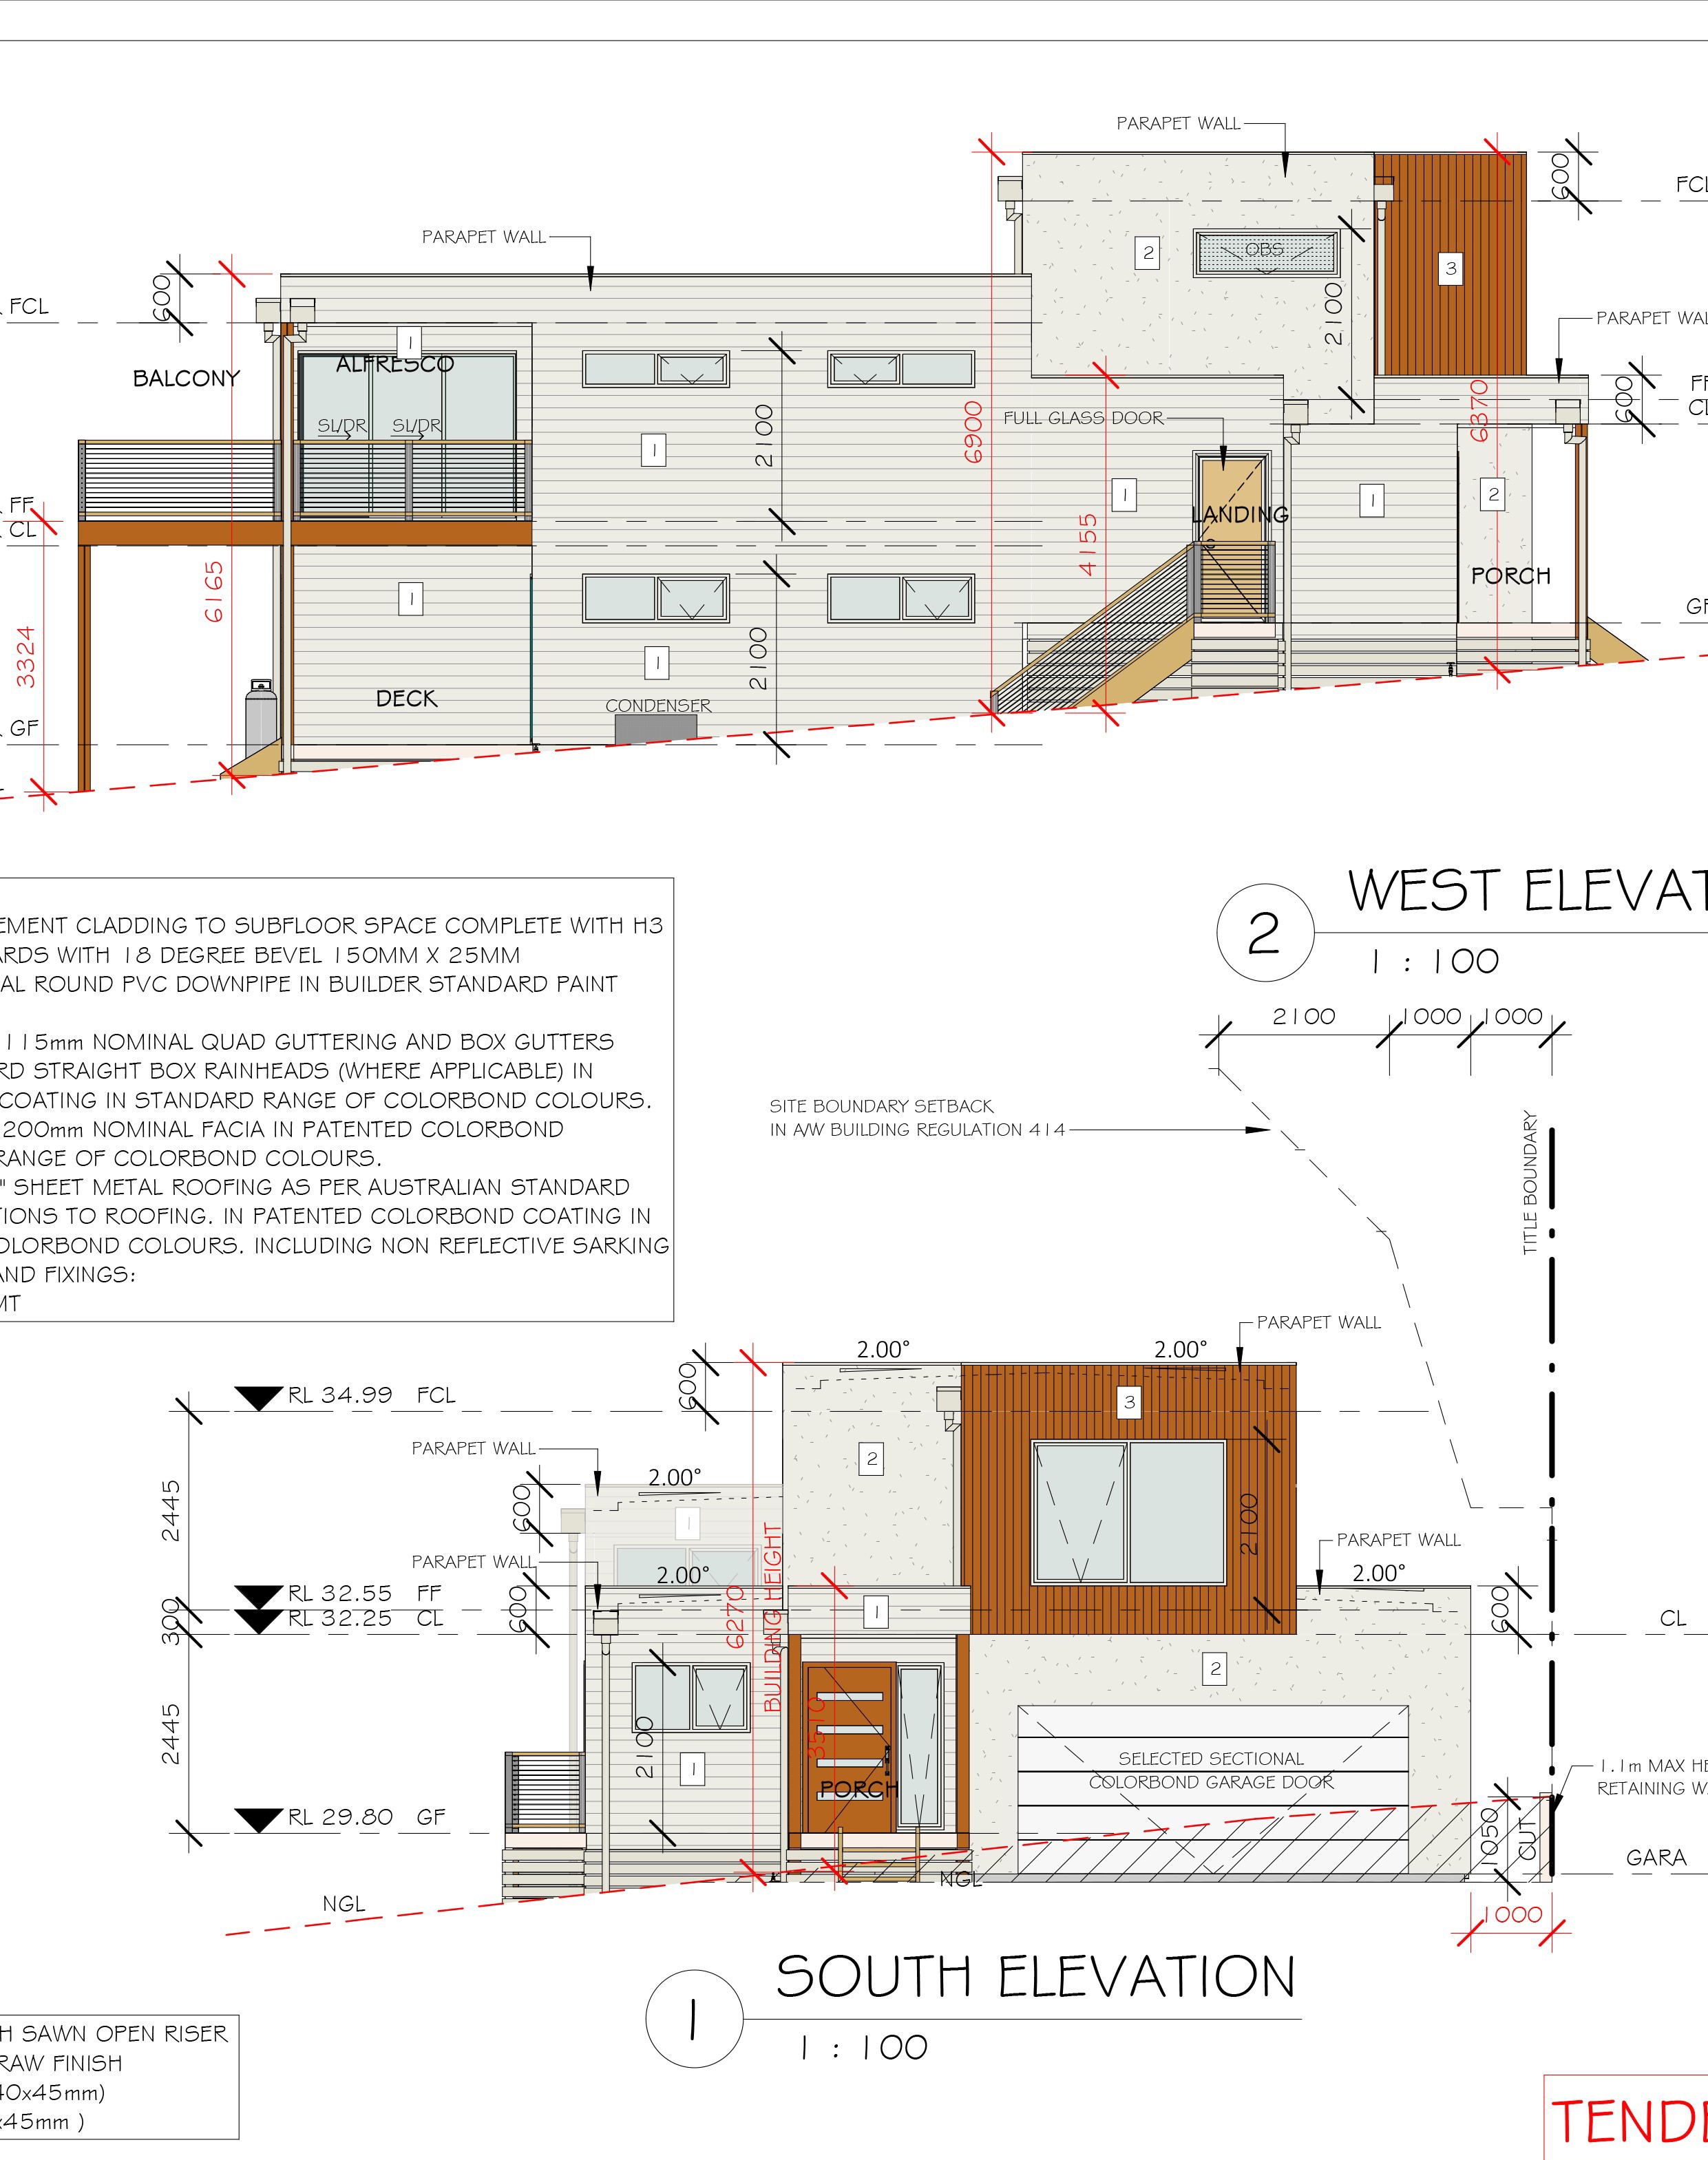 PARAPET WALL
600
FCL
2
OBS
3
PARAPET WALL
600
FCL
2100
PARAPET WAL
BALCONY
1
ALFRESCO
SL/DR
SL/DR
6900
FULL GLASS DOOR
6370
600
2100
1
1
LANDING
1
2
FF
CL
6165
4155
PORCH
1
3324
2100
1
DECK
CONDENSER
GF
2
WEST ELEVAT
1 : 100
EMENT CLADDING TO SUBFLOOR SPACE COMPLETE WITH H3
ARDS WITH 18 DEGREE BEVEL 150MM X 25MM
AL ROUND PVC DOWNPIPE IN BUILDER STANDARD PAINT
115mm NOMINAL QUAD GUTTERING AND BOX GUTTERS
RD STRAIGHT BOX RAINHEADS (WHERE APPLICABLE) IN
COATING IN STANDARD RANGE OF COLORBOND COLOURS.
200mm NOMINAL FACIA IN PATENTED COLORBOND
RANGE OF COLORBOND COLOURS.
" SHEET METAL ROOFING AS PER AUSTRALIAN STANDARD
TIONS TO ROOFING. IN PATENTED COLORBOND COATING IN
OLORBOND COLOURS. INCLUDING NON REFLECTIVE SARKING
AND FIXINGS:
MT
2100 1000 1000
SITE BOUNDARY SETBACK
IN A/W BUILDING REGULATION 414
TITLE BOUNDARY
PARAPET WALL
2.00° 2.00°
600
RL 34.99 FCL
3
PARAPET WALL
2
2.00°
2445
600
1
2100
PARAPET WALL
PARAPET WALL
2.00°
2.00°
RL 32.55 FF
300
RL 32.25 CL
600
6270
BUILDING HEIGHT
1
600
CL
2
2445
2100
1
3510
PORCH
SELECTED SECTIONAL
COLORBOND GARAGE DOOR
1.1m MAX HE
RETAINING W
RL 29.80 GF
1050
CUT
GARA
NGL
NGL
1000
1
SOUTH ELEVATION
1 : 100
H SAWN OPEN RISER
RAW FINISH
40x45mm)
x45mm )
TENDE